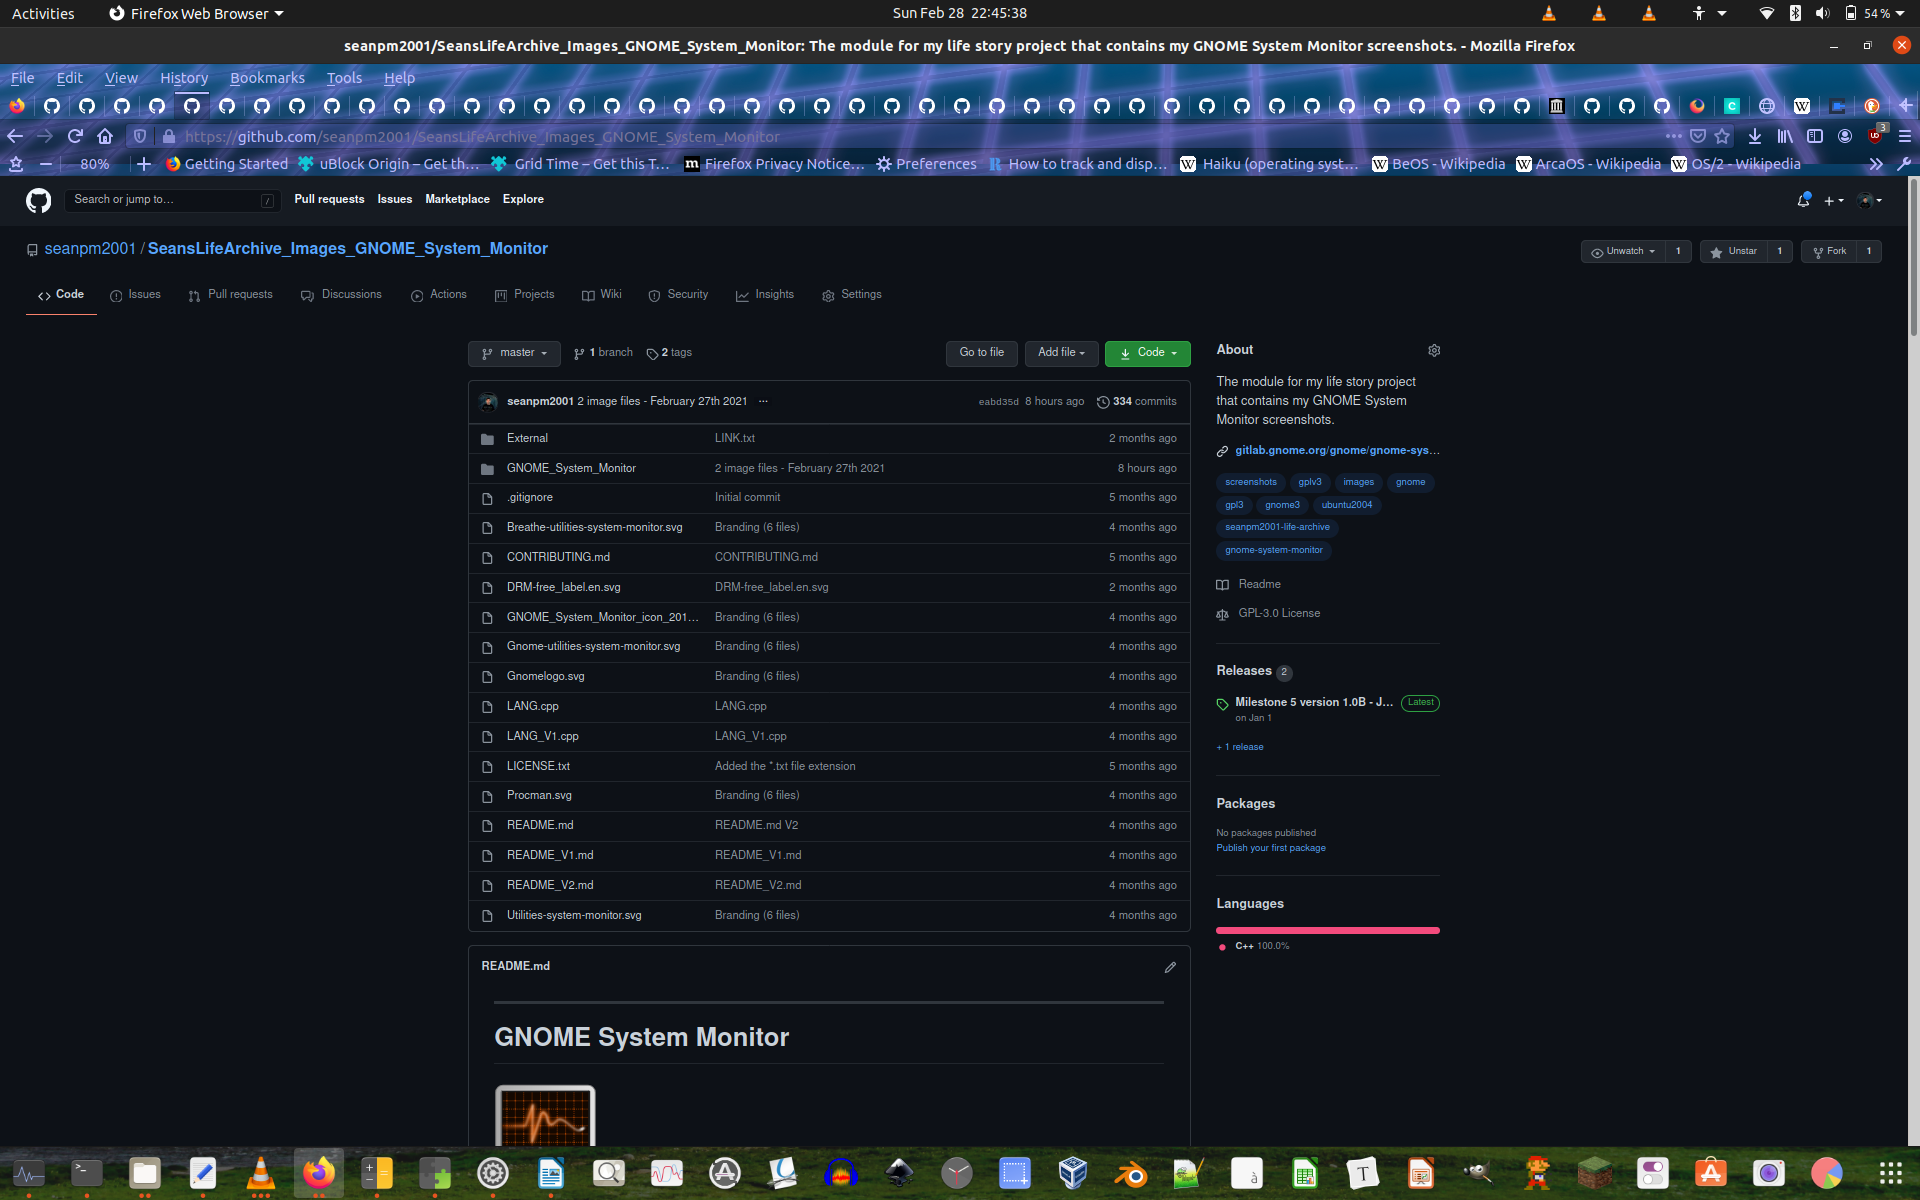 Activities
Firefox Web Browser
Sun Feb 28 22:45:38
54 %
seanpm2001/SeansLifeArchive_Images_GNOME_System_Monitor: The module for my life story project that contains my GNOME System Monitor screenshots. - Mozilla Firefox
File Edit View History Bookmarks Tools Help
https://github.com/seanpm2001/SeansLifeArchive_Images_GNOME_System_Monitor
3
80%
Getting Started
uBlock Origin – Get th…
Grid Time – Get this T…
Firefox Privacy Notice…
Preferences
How to track and disp…
Haiku (operating syst…
BeOS - Wikipedia
ArcaOS - Wikipedia
OS/2 - Wikipedia
Search or jump to…
/
Pull requests Issues Marketplace Explore
seanpm2001 / SeansLifeArchive_Images_GNOME_System_Monitor
Unwatch 1
Unstar 1
Fork 1
Code Issues Pull requests Discussions Actions Projects Wiki Security Insights Settings
master
1 branch
2 tags
Go to file
Add file
Code
seanpm2001 2 image files - February 27th 2021 ...
eabd35d 8 hours ago
334 commits
External LINK.txt 2 months ago
GNOME_System_Monitor 2 image files - February 27th 2021 8 hours ago
.gitignore Initial commit 5 months ago
Breathe-utilities-system-monitor.svg Branding (6 files) 4 months ago
CONTRIBUTING.md CONTRIBUTING.md 5 months ago
DRM-free_label.en.svg DRM-free_label.en.svg 2 months ago
GNOME_System_Monitor_icon_201… Branding (6 files) 4 months ago
Gnome-utilities-system-monitor.svg Branding (6 files) 4 months ago
Gnomelogo.svg Branding (6 files) 4 months ago
LANG.cpp LANG.cpp 4 months ago
LANG_V1.cpp LANG_V1.cpp 4 months ago
LICENSE.txt Added the *.txt file extension 5 months ago
Procman.svg Branding (6 files) 4 months ago
README.md README.md V2 4 months ago
README_V1.md README_V1.md 4 months ago
README_V2.md README_V2.md 4 months ago
Utilities-system-monitor.svg Branding (6 files) 4 months ago
README.md
GNOME System Monitor
About
The module for my life story project
that contains my GNOME System
Monitor screenshots.
gitlab.gnome.org/gnome/gnome-sys…
screenshots gplv3 images gnome
gpl3 gnome3 ubuntu2004
seanpm2001-life-archive
gnome-system-monitor
Readme
GPL-3.0 License
Releases 2
Milestone 5 version 1.0B - J… Latest
on Jan 1
+ 1 release
Packages
No packages published
Publish your first package
Languages
C++ 100.0%